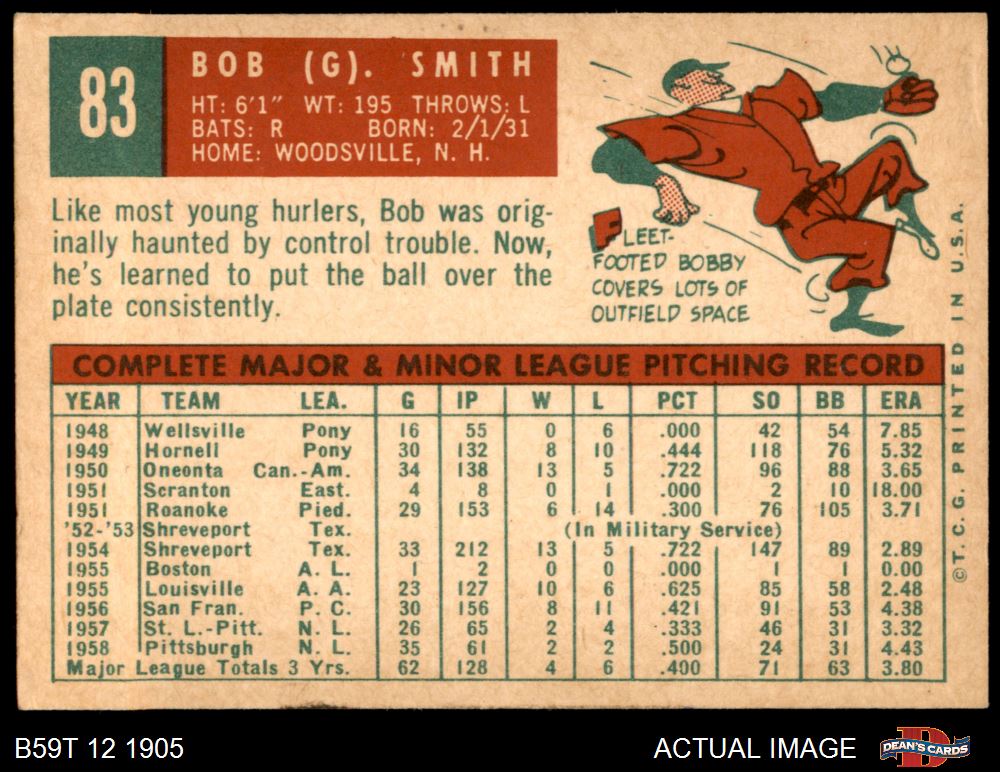 83
BOB (G). SMITH
HT: 6'1" WT: 195 THROWS: L
BATS: R BORN: 2/1/31
HOME: WOODSVILLE, N. H.
Like most young hurlers, Bob was orig-
inally haunted by control trouble. Now,
he's learned to put the ball over the
plate consistently.
FLEET-
FOOTED BOBBY
COVERS LOTS OF
OUTFIELD SPACE
COMPLETE MAJOR & MINOR LEAGUE PITCHING RECORD
YEAR TEAM LEA. G IP W L PCT SO BB ERA
1948 Wellsville Pony 16 55 0 6 .000 42 54 7.85
1949 Hornell Pony 30 132 8 10 .444 118 76 5.32
1950 Oneonta Can.-Am. 34 138 13 5 .722 96 88 3.65
1951 Scranton East. 4 8 0 1 .000 2 10 18.00
1951 Roanoke Pied. 29 153 6 14 .300 76 105 3.71
'52-'53 Shreveport Tex. (In Military Service)
1954 Shreveport Tex. 33 212 13 5 .722 147 89 2.89
1955 Boston A. L. 1 2 0 0 .000 1 1 0.00
1955 Louisville A. A. 23 127 10 6 .625 85 58 2.48
1956 San Fran. P. C. 30 156 8 11 .421 91 53 4.38
1957 St. L.-Pitt. N. L. 26 65 2 4 .333 46 31 3.32
1958 Pittsburgh N. L. 35 61 2 2 .500 24 31 4.43
Major League Totals 3 Yrs. 62 128 4 6 .400 71 63 3.80
©T. C. G. PRINTED IN U.S.A.
B59T 12 1905
ACTUAL IMAGE
D
DEAN'S CARDS